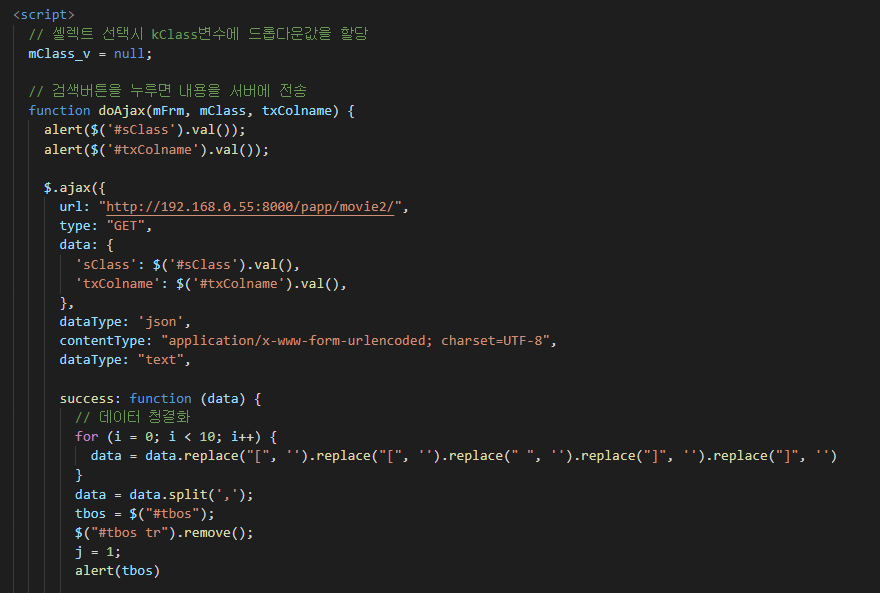 <script>
// 셀렉트 선택시 kClass변수에 드롭다운값을 할당
mClass_v = null;
// 검색버튼을 누루면 내용을 서버에 전송
function doAjax(mFrm, mClass, txColname) {
alert($('#sClass').val());
alert($('#txColname').val());
$.ajax({
url: "http://192.168.0.55:8000/papp/movie2/",
type: "GET",
data: {
'sClass': $('#sClass').val(),
'txColname': $('#txColname').val(),
},
dataType: 'json',
contentType: "application/x-www-form-urlencoded; charset=UTF-8",
dataType: "text",
success: function (data) {
// 데이터 청결화
for (i = 0; i < 10; i++) {
data = data.replace("[", '').replace("[", '').replace(" ", '').replace("]", '').replace("]", '')
}
data = data.split(',');
tbos = $("#tbos");
$("#tbos tr").remove();
j = 1;
alert(tbos)